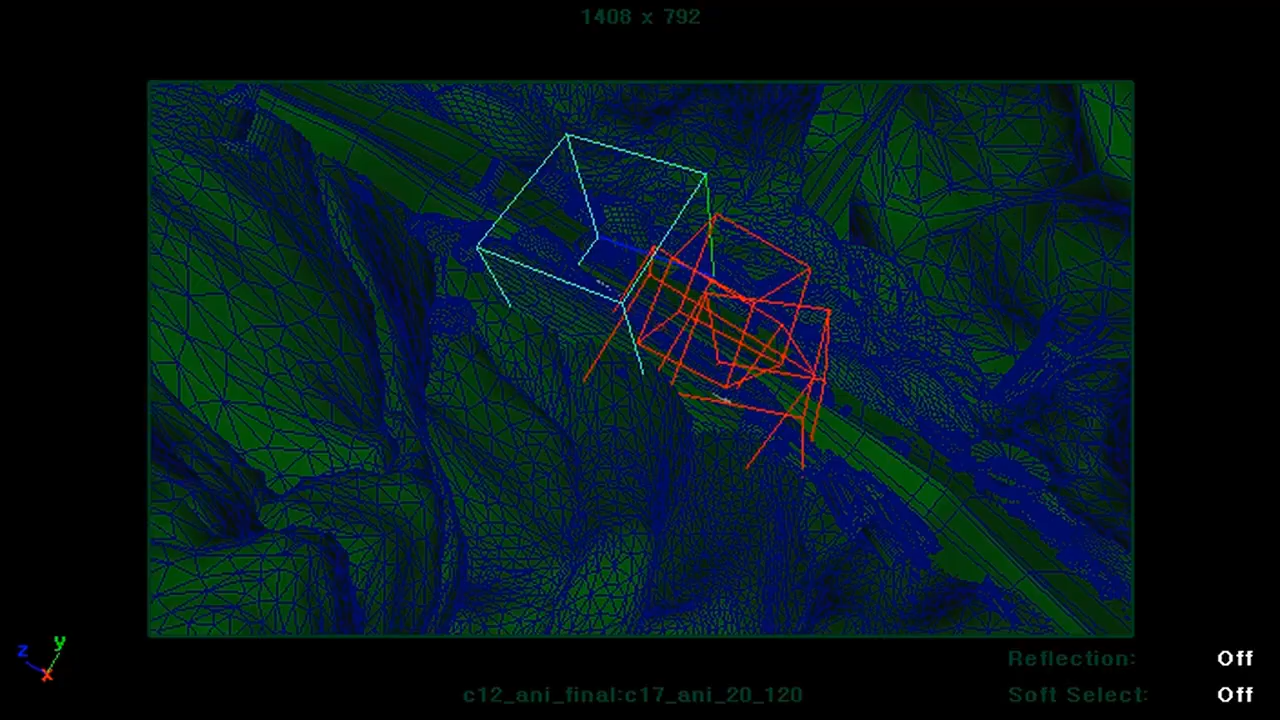 1408 x 792
y
z
x
Reflection: Off
Soft Select: Off
c12_ani_final:c17_ani_20_120